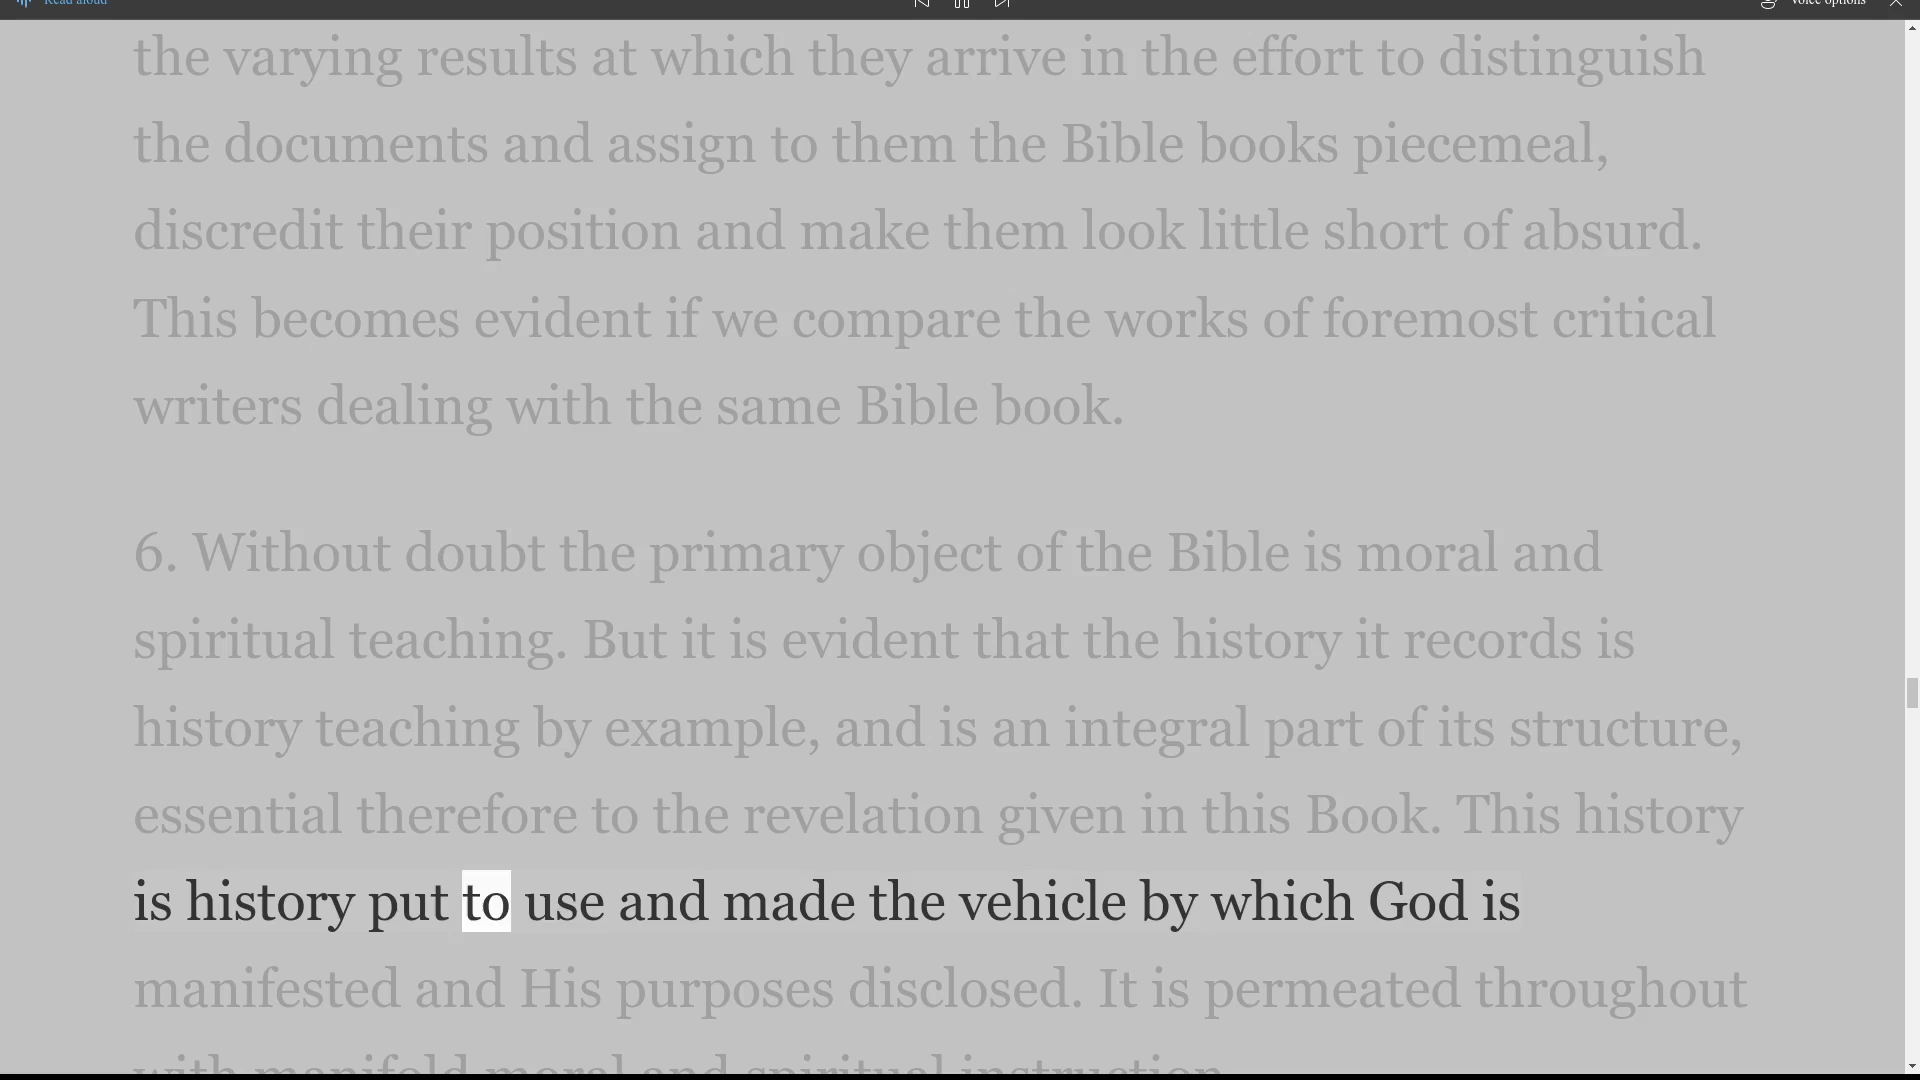 Read aloud
Voice options
the varying results at which they arrive in the effort to distinguish
the documents and assign to them the Bible books piecemeal,
discredit their position and make them look little short of absurd.
This becomes evident if we compare the works of foremost critical
writers dealing with the same Bible book.
6. Without doubt the primary object of the Bible is moral and
spiritual teaching. But it is evident that the history it records is
history teaching by example, and is an integral part of its structure,
essential therefore to the revelation given in this Book. This history
is history put to use and made the vehicle by which God is
manifested and His purposes disclosed. It is permeated throughout
with manifold moral and spiritual instruction